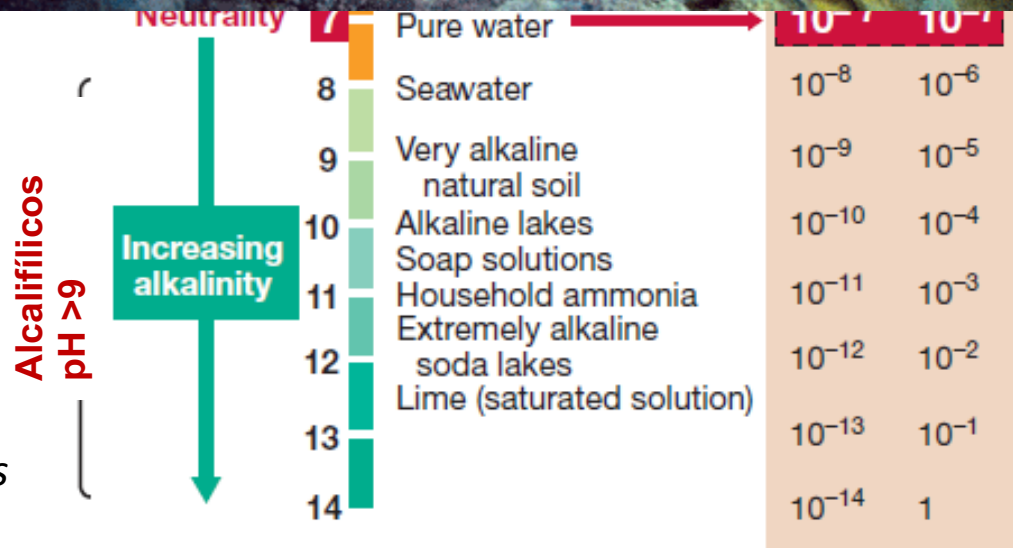 Neutrality 7 Pure water 10–7 10–7
8 Seawater 10–8 10–6
9 Very alkaline
natural soil 10–9 10–5
10 Alkaline lakes 10–10 10–4
Soap solutions
11 Household ammonia 10–11 10–3
Extremely alkaline
12 soda lakes 10–12 10–2
Lime (saturated solution)
13 10–13 10–1
14 10–14 1
Increasing
alkalinity
Alcalifílicos
pH >9
s